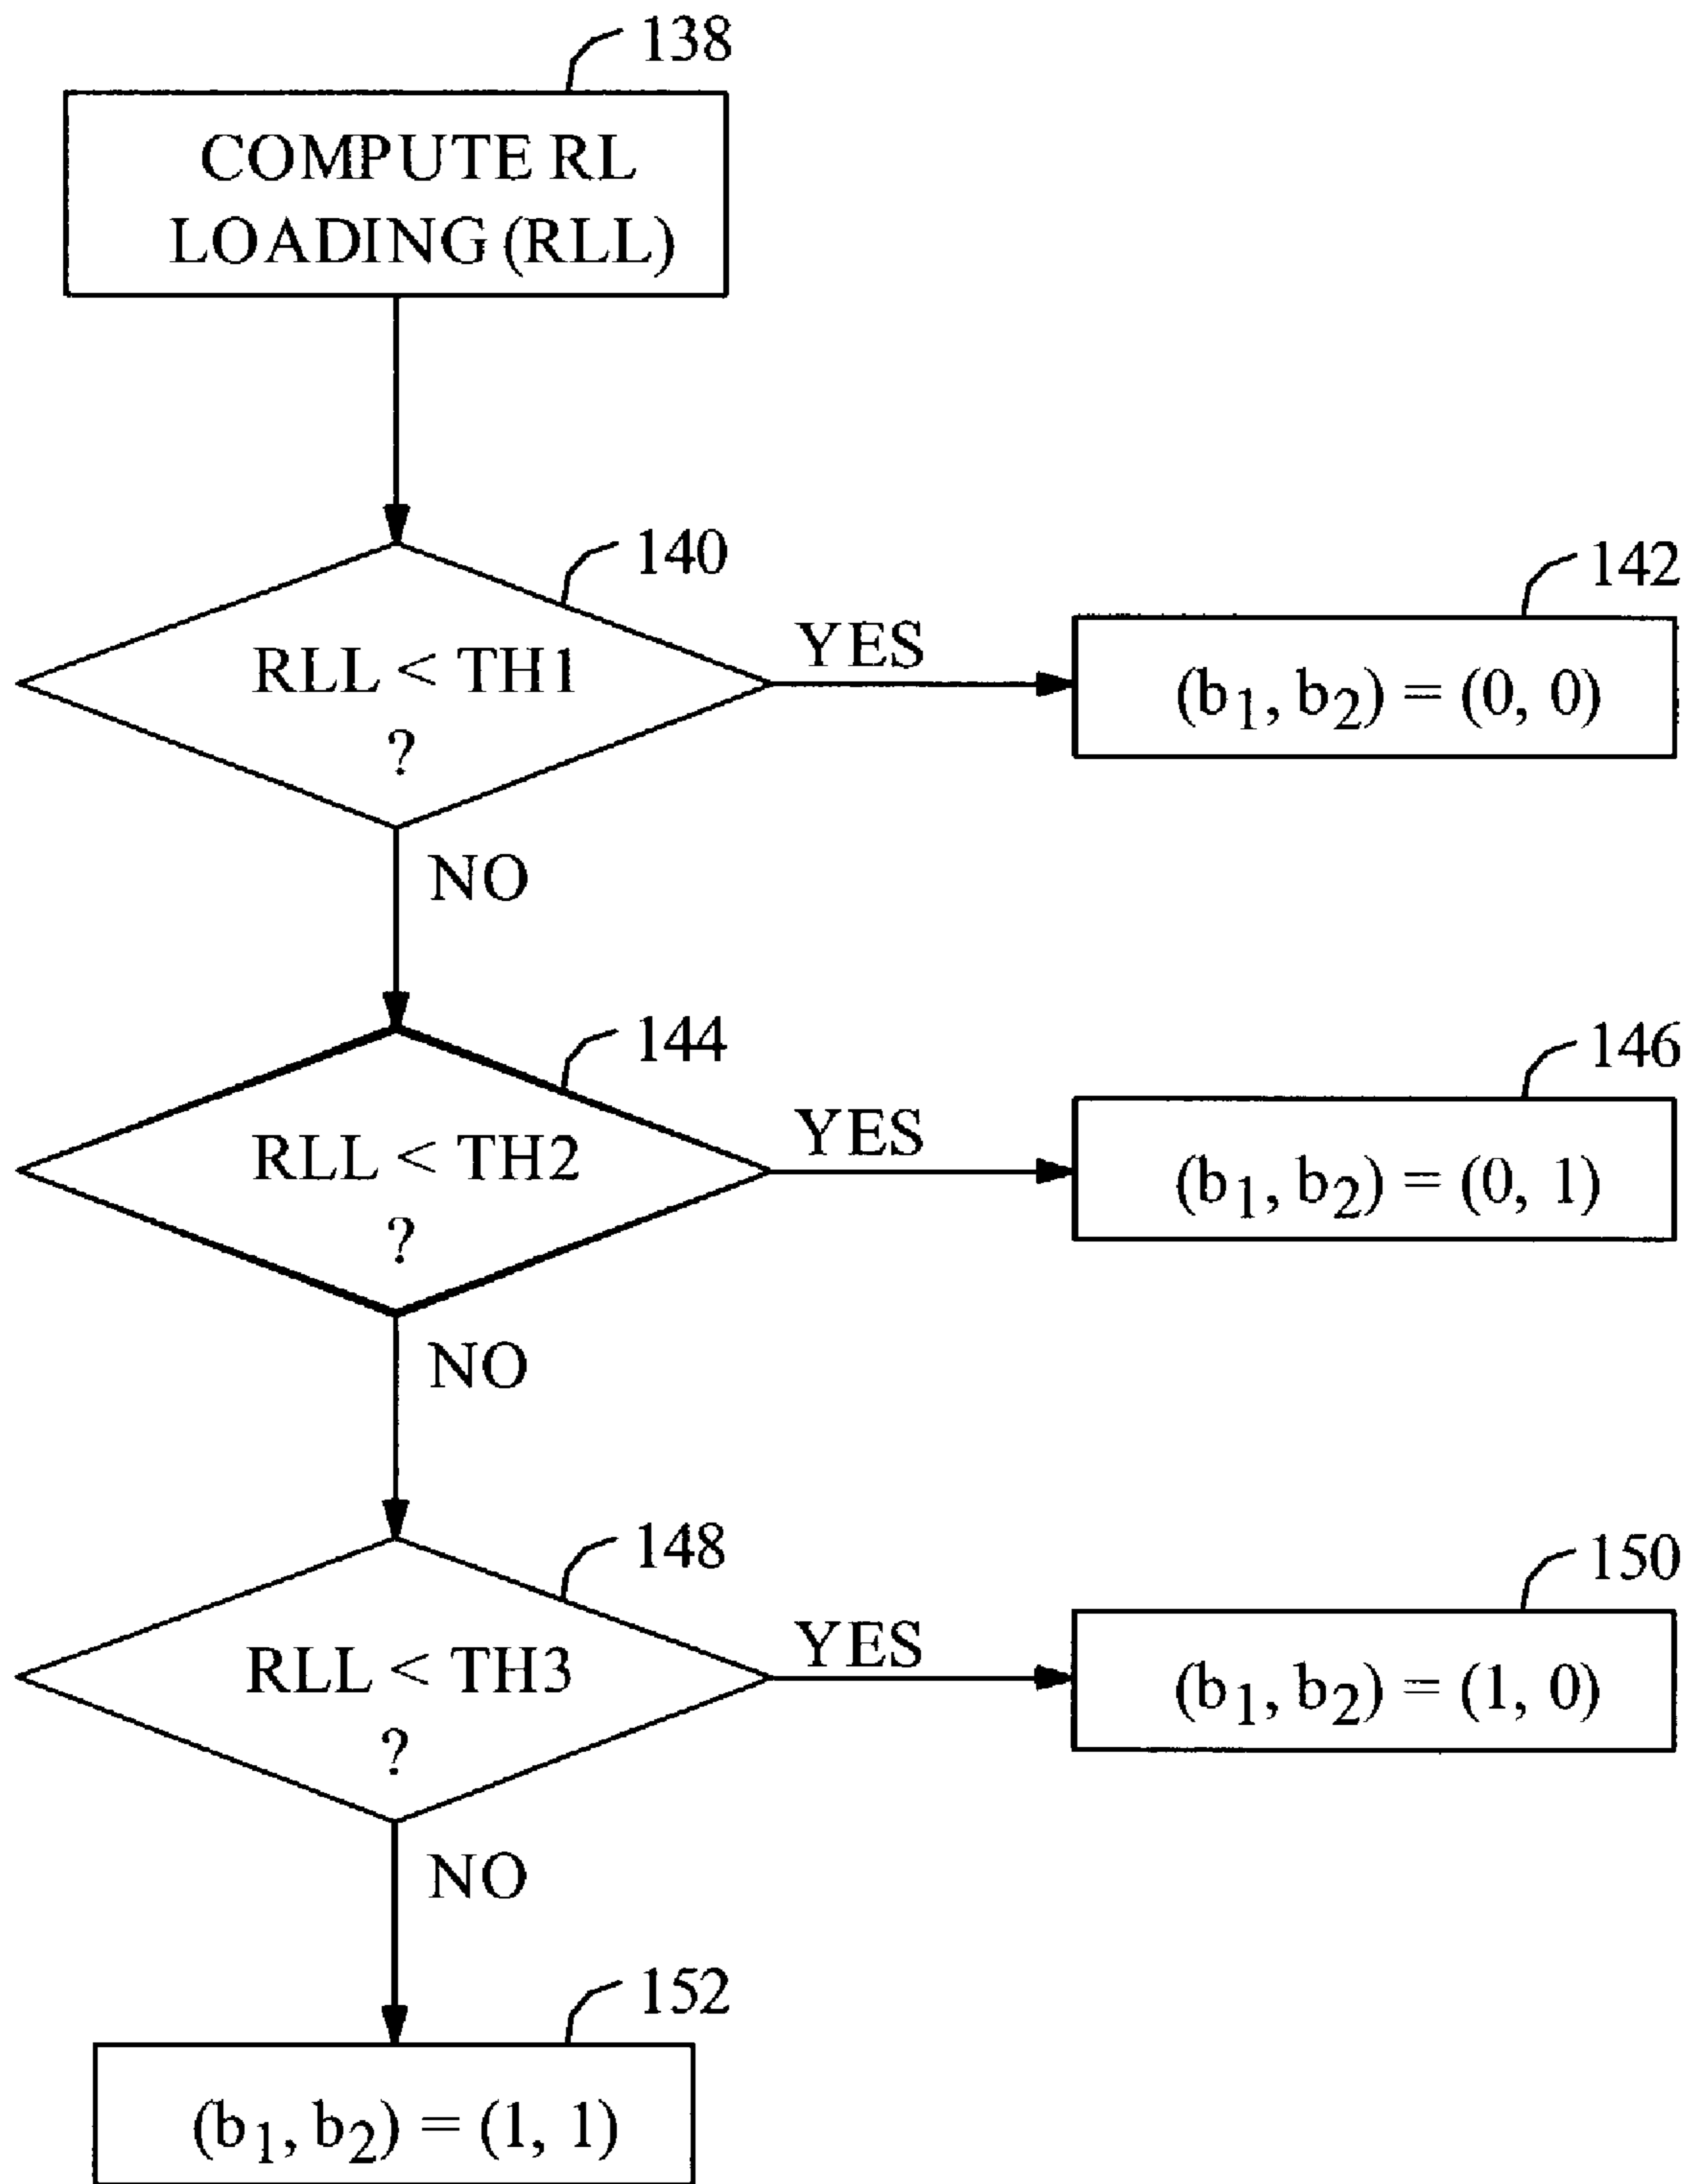 138
COMPUTE RL
LOADING (RLL)
140
RLL < TH1
?
YES
142
(b₁, b₂) = (0, 0)
NO
144
RLL < TH2
?
YES
146
(b₁, b₂) = (0, 1)
NO
148
RLL < TH3
?
YES
150
(b₁, b₂) = (1, 0)
NO
152
(b₁, b₂) = (1, 1)